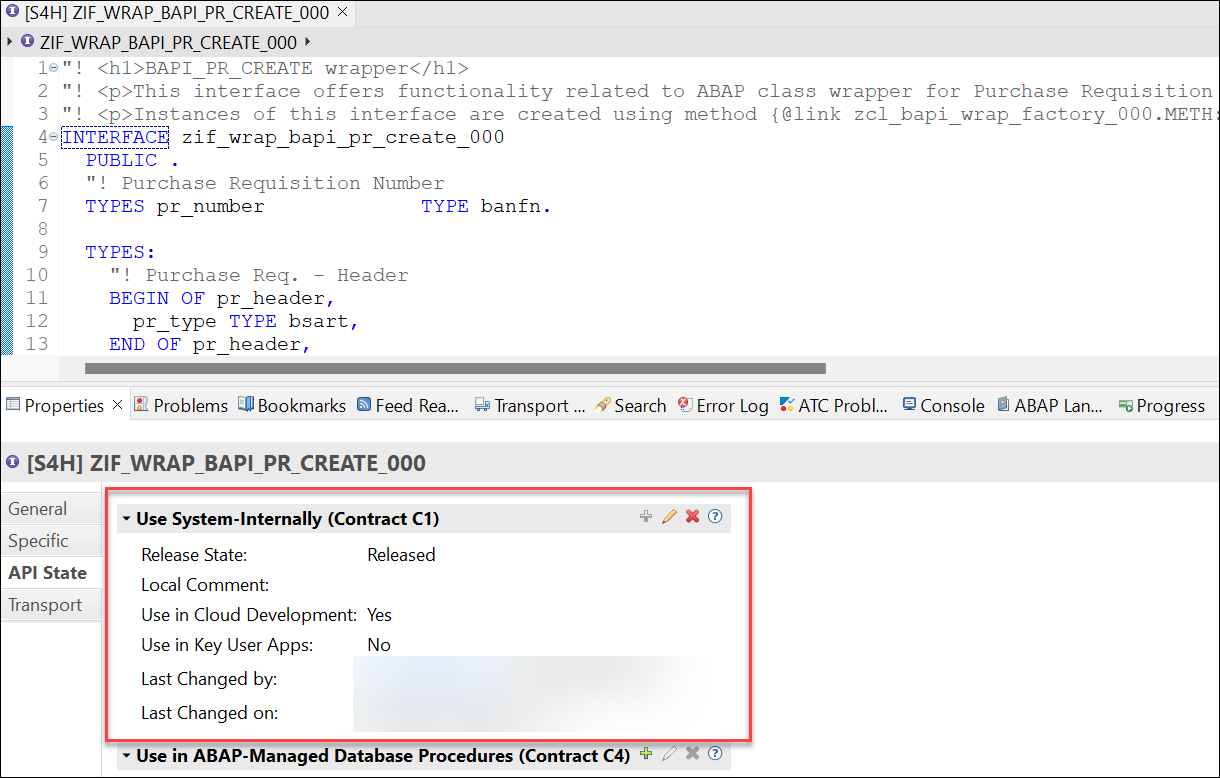 [S4H] ZIF_WRAP_BAPI_PR_CREATE_000
ZIF_WRAP_BAPI_PR_CREATE_000
1 "! <h1>BAPI_PR_CREATE wrapper</h1>
2 "! <p>This interface offers functionality related to ABAP class wrapper for Purchase Requisition
3 "! <p>Instances of this interface are created using method {@link zcl_bapi_wrap_factory_000.METH:
4 INTERFACE zif_wrap_bapi_pr_create_000
5 PUBLIC .
6 "! Purchase Requisition Number
7 TYPES pr_number TYPE banfn.
8
9 TYPES:
10 "! Purchase Req. - Header
11 BEGIN OF pr_header,
12 pr_type TYPE bsart,
13 END OF pr_header,
Properties Problems Bookmarks Feed Rea... Transport ... Search Error Log ATC Probl... Console ABAP Lan... Progress
[S4H] ZIF_WRAP_BAPI_PR_CREATE_000
General
Specific
API State
Transport
Use System-Internally (Contract C1)
Release State: Released
Local Comment:
Use in Cloud Development: Yes
Use in Key User Apps: No
Last Changed by:
Last Changed on:
Use in ABAP-Managed Database Procedures (Contract C4)